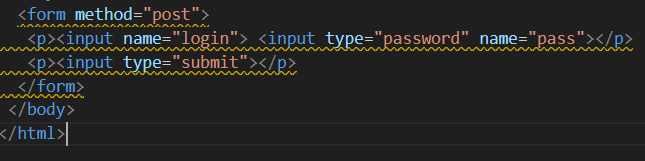 <form method="post">
<p><input name="login"> <input type="password" name="pass"></p>
<p><input type="submit"></p>
</form>
</body>
</html>